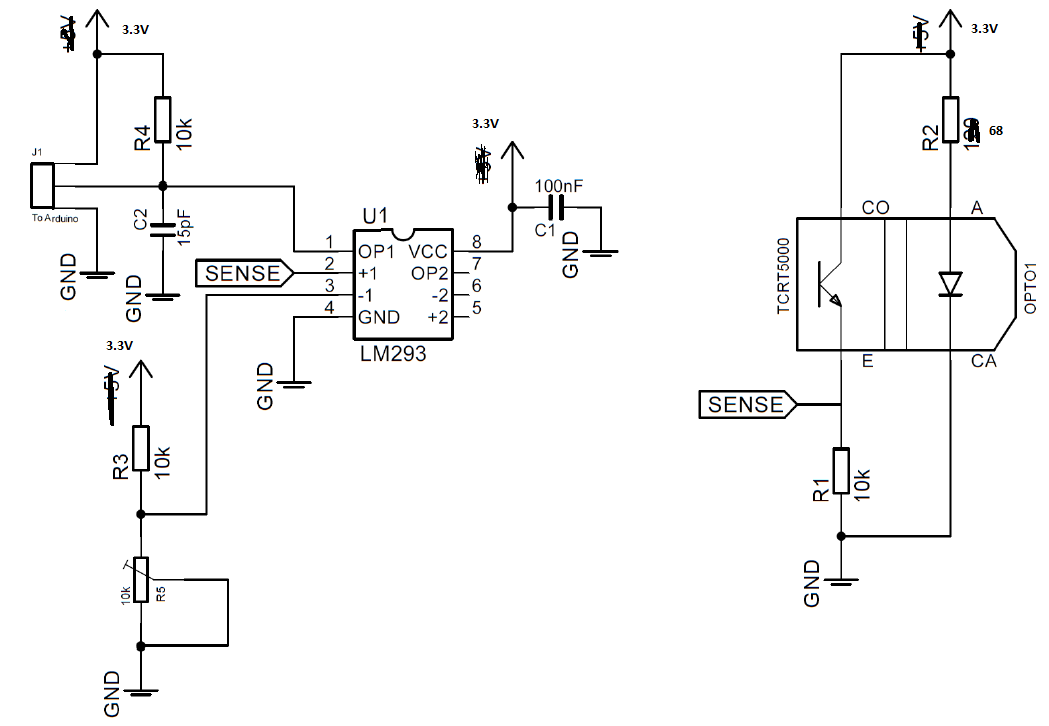 3.3V
R4
10k
J1
To Arduino
C2
15pF
GND
GND
3.3V
100nF
C1
GND
U1
1
2
3
4
OP1
+1
-1
GND
VCC
OP2
-2
+2
8
7
6
5
LM293
SENSE
GND
3.3V
R3
10k
10k
R5
GND
3.3V
R2
68
CO
A
TCRT5000
OPTO1
E
CA
SENSE
R1
10k
GND